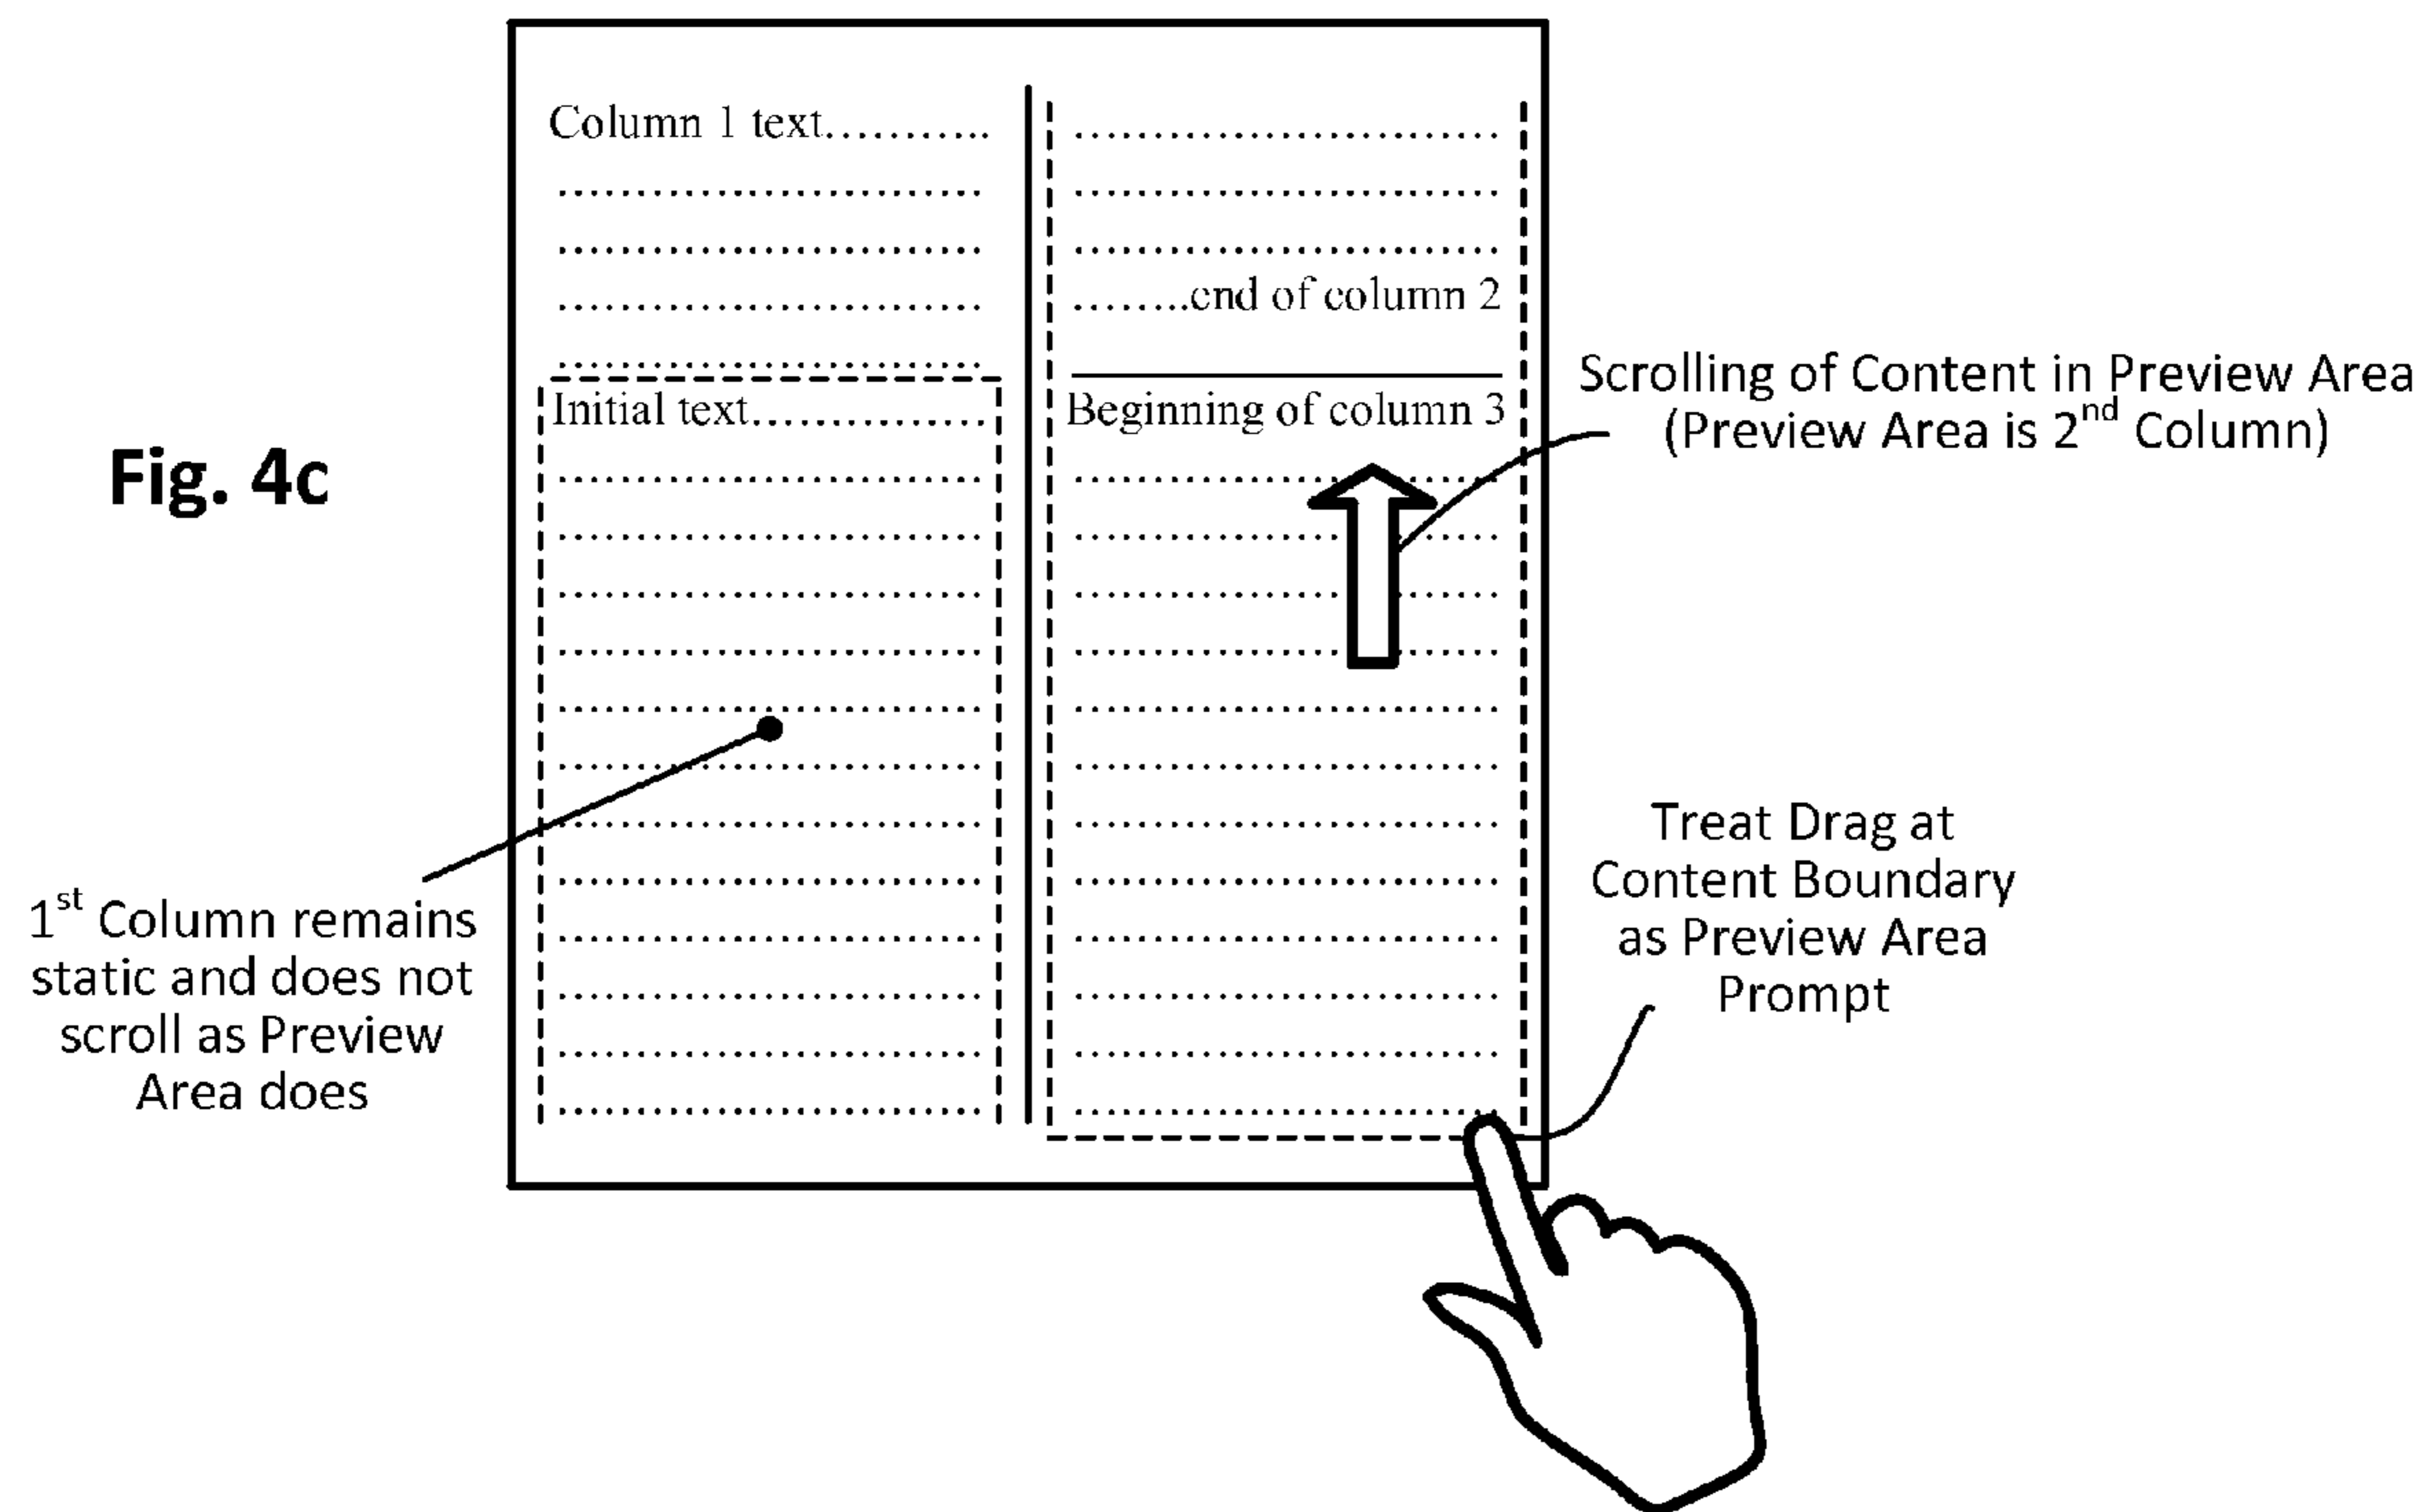 Fig. 4c
Column 1 text...........
Initial text...............
........end of column 2
Beginning of column 3
Scrolling of Content in Preview Area
(Preview Area is 2nd Column)
1st Column remains
static and does not
scroll as Preview
Area does
Treat Drag at
Content Boundary
as Preview Area
Prompt